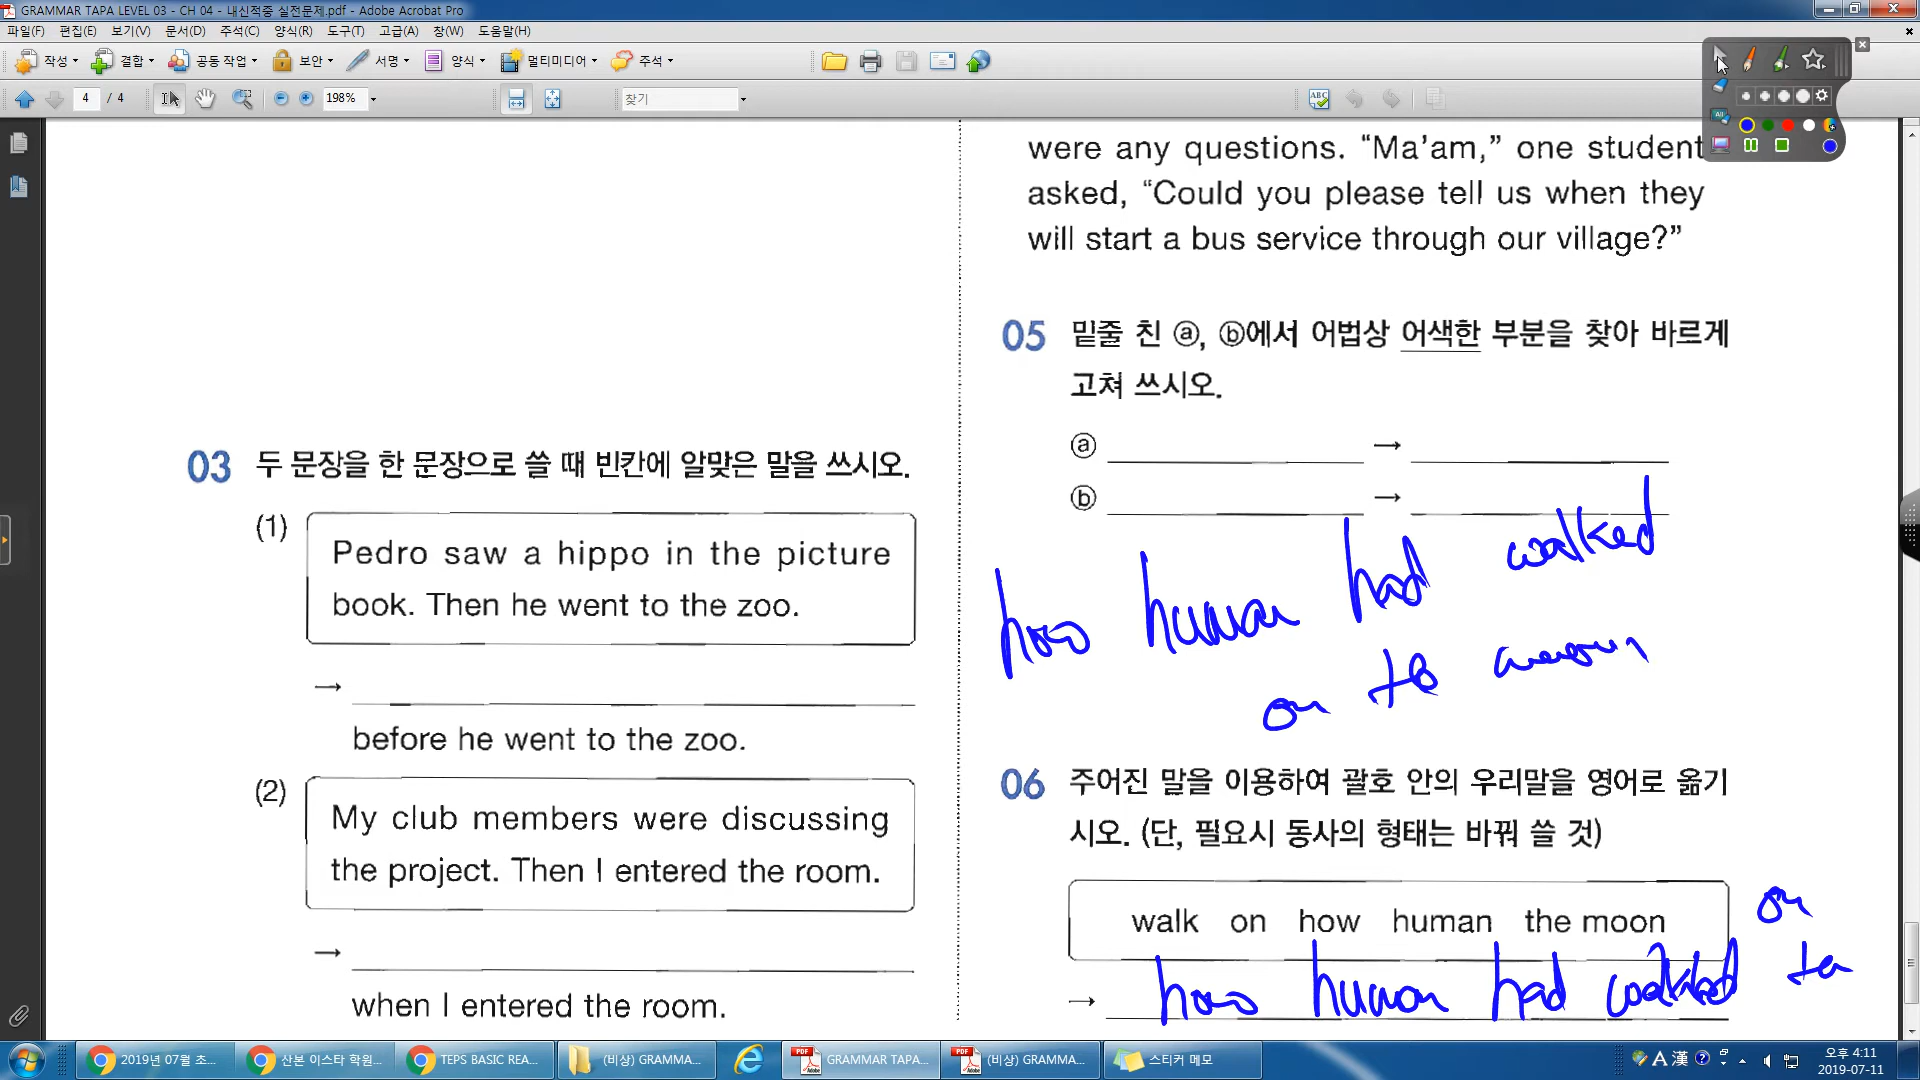 GRAMMAR TAPA LEVEL 03 - CH 04 - 내신적중 실전문제.pdf - Adobe Acrobat Pro
파일(F) 편집(E) 보기(V) 문서(D) 주석(C) 양식(R) 도구(T) 고급(A) 창(W) 도움말(H)
작성 결합 공동 작업 보안 서명 양식 멀티미디어 주석
4 / 4 198% 찾기
03 두 문장을 한 문장으로 쓸 때 빈칸에 알맞은 말을 쓰시오.
(1) Pedro saw a hippo in the picture
book. Then he went to the zoo.
→
before he went to the zoo.
(2) My club members were discussing
the project. Then I entered the room.
→
when I entered the room.
were any questions. “Ma’am,” one student
asked, “Could you please tell us when they
will start a bus service through our village?”
05 밑줄 친 ⓐ, ⓑ에서 어법상 어색한 부분을 찾아 바르게
고쳐 쓰시오.
ⓐ →
ⓑ →
how human had walked
on
06 주어진 말을 이용하여 괄호 안의 우리말을 영어로 옮기
시오. (단, 필요시 동사의 형태는 바꿔 쓸 것)
walk on how human the moon
on
→ how human had walked
2019년 07월 초... 산본 이스타 학원... TEPS BASIC REA... (비상) GRAMMA... GRAMMAR TAPA... (비상) GRAMMA... 스티커 메모
A 漢
오후 4:11
2019-07-11